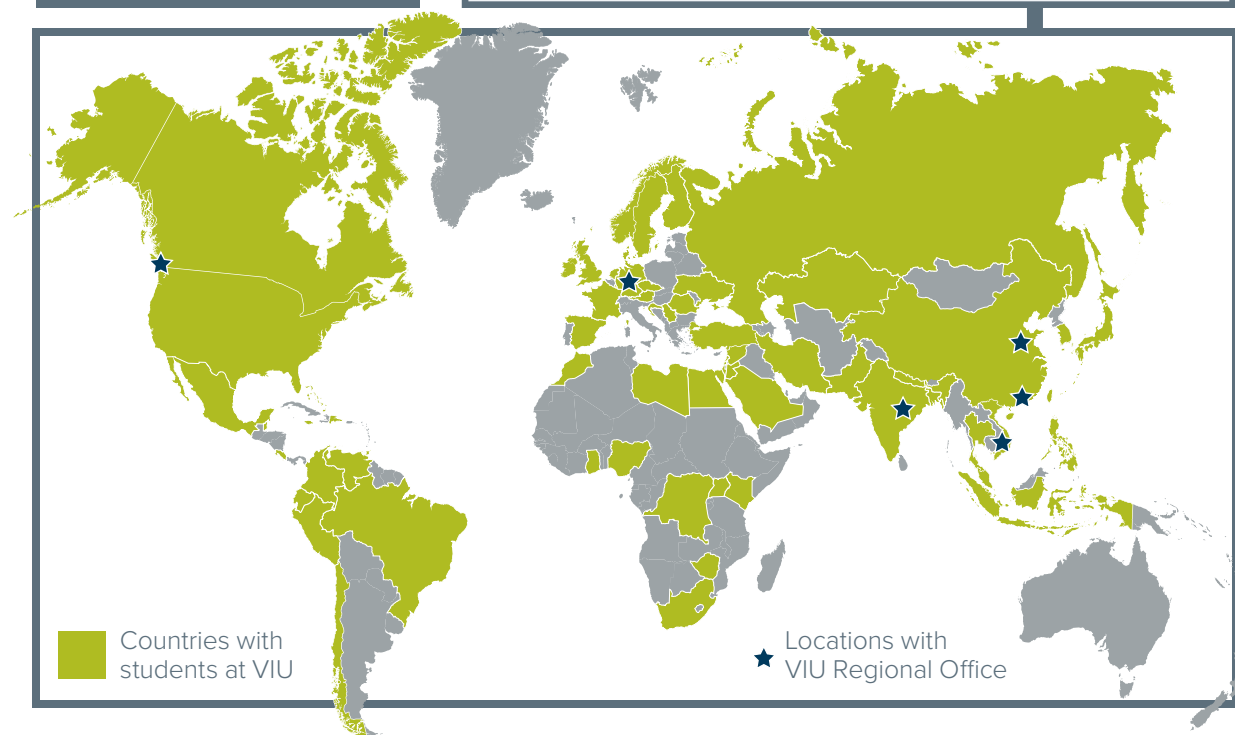 Countries with
students at VIU
Locations with
VIU Regional Office